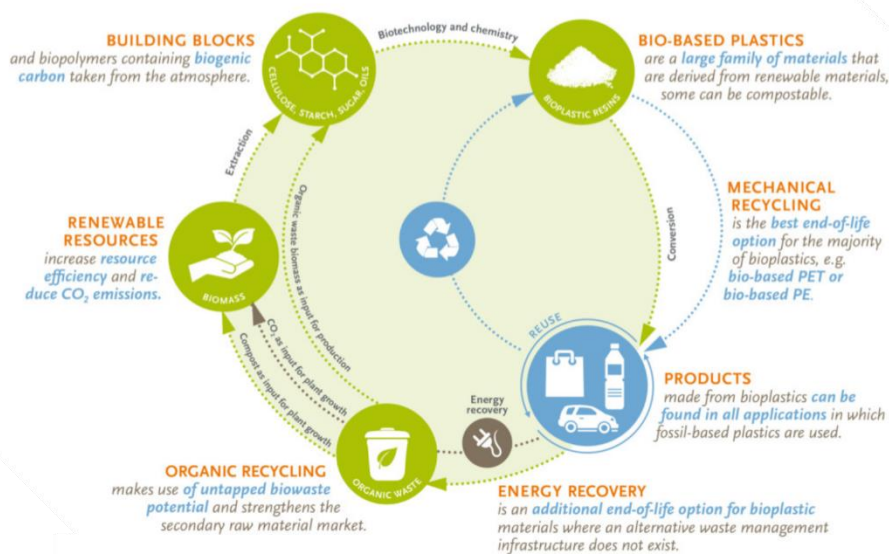 BUILDING BLOCKS
and biopolymers containing biogenic
carbon taken from the atmosphere.
CELLULOSE, STARCH, SUGAR, OILS
Biotechnology and chemistry
BIOPLASTIC RESINS
BIO-BASED PLASTICS
are a large family of materials that
are derived from renewable materials,
some can be compostable.
Extraction
Organic waste biomass as input for production
RENEWABLE
RESOURCES
increase resource
efficiency and re-
duce CO₂ emissions.
BIOMASS
MECHANICAL
RECYCLING
is the best end-of-life
option for the majority
of bioplastics, e.g.
bio-based PET or
bio-based PE.
Conversion
CO₂ as input for plant growth
Compost as input for plant growth
REUSE
PRODUCTS
made from bioplastics can be
found in all applications in which
fossil-based plastics are used.
Energy
recovery
ORGANIC WASTE
ORGANIC RECYCLING
makes use of untapped biowaste
potential and strengthens the
secondary raw material market.
ENERGY RECOVERY
is an additional end-of-life option for bioplastic
materials where an alternative waste management
infrastructure does not exist.